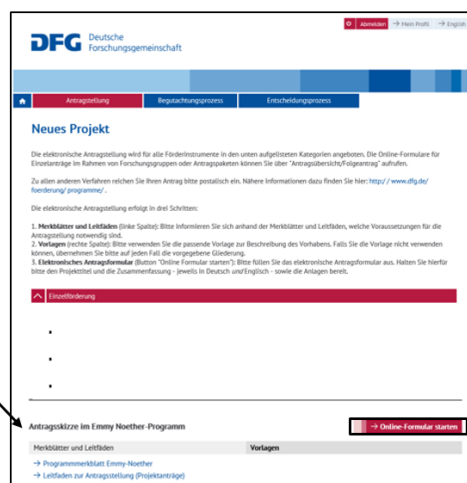 Abmelden → Mein Profil → English
DFG Deutsche
Forschungsgemeinschaft
Antragstellung Begutachtungsprozess Entscheidungsprozess
Neues Projekt
Die elektronische Antragstellung wird für alle Förderinstrumente in den unten aufgelisteten Kategorien angeboten. Die Online-Formulare für
Einzelanträge im Rahmen von Forschungsgruppen oder Antragspaketen können Sie über "Antragsübersicht/Folgeantrag" aufrufen.
Zu allen anderen Verfahren reichen Sie Ihren Antrag bitte postalisch ein. Nähere Informationen dazu finden Sie hier: http:/ / www.dfg.de/
foerderung/ programme/ .
Die elektronische Antragstellung erfolgt in drei Schritten:
1. Merkblätter und Leitfäden (linke Spalte): Bitte informieren Sie sich anhand der Merkblätter und Leitfäden, welche Voraussetzungen für die
Antragstellung notwendig sind.
2. Vorlagen (rechte Spalte): Bitte verwenden Sie die passende Vorlage zur Beschreibung des Vorhabens. Falls Sie die Vorlage nicht verwenden
können, übernehmen Sie bitte auf jeden Fall die vorgegebene Gliederung.
3. Elektronisches Antragsformular (Button "Online Formular starten"): Bitte füllen Sie das elektronische Antragsformular aus. Halten Sie hierfür
bitte den Projekttitel und die Zusammenfassung - jeweils in Deutsch und Englisch - sowie die Anlagen bereit.
Einzelförderung
Antragsskizze im Emmy Noether-Programm → Online-Formular starten
Merkblätter und Leitfäden Vorlagen
→ Programmmerkblatt Emmy-Noether
→ Leitfaden zur Antragsstellung (Projektanträge)